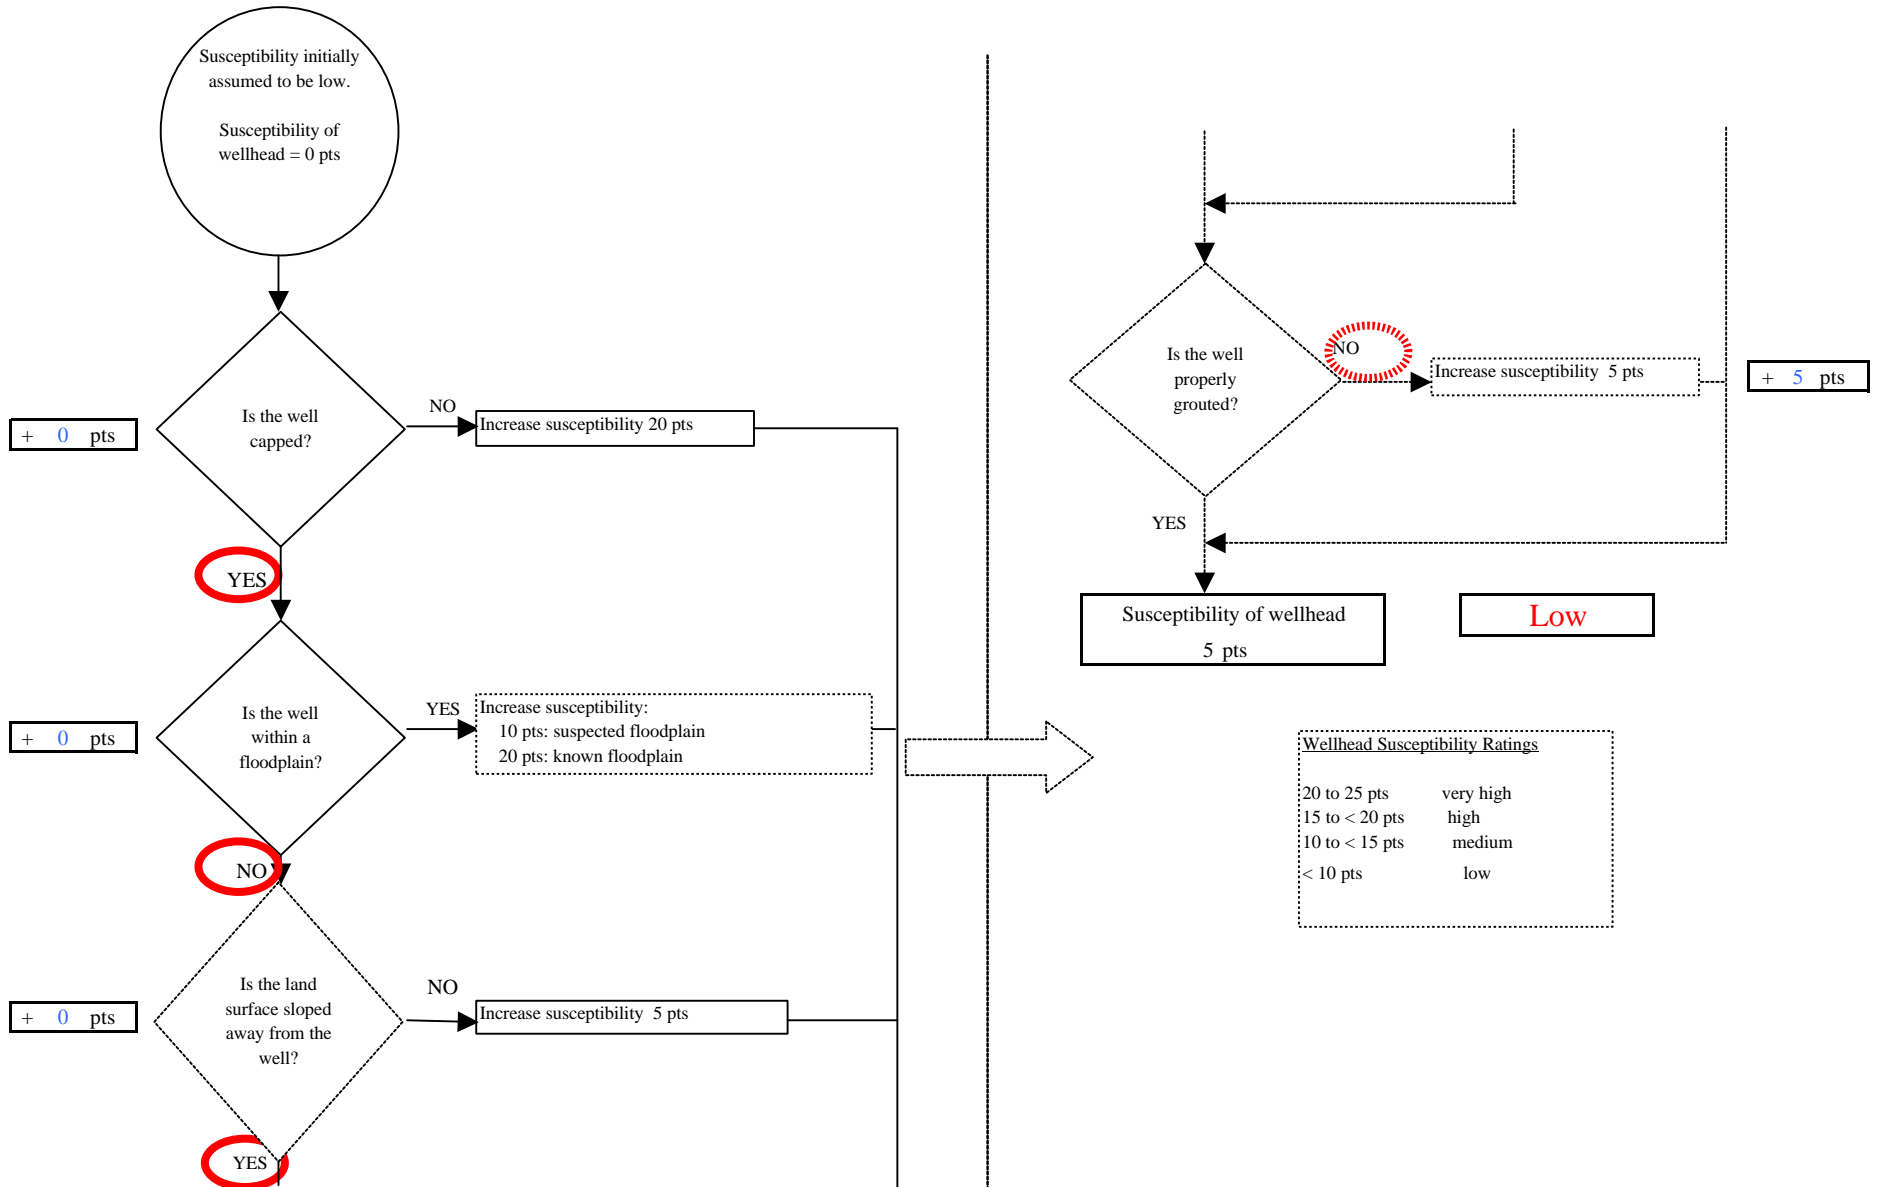 Susceptibility initially
assumed to be low.
Susceptibility of
wellhead = 0 pts
Is the well
capped?
NO
Increase susceptibility 20 pts
+ 0 pts
YES
Is the well
within a
floodplain?
YES
Increase susceptibility:
10 pts: suspected floodplain
20 pts: known floodplain
+ 0 pts
NO
Is the land
surface sloped
away from the
well?
NO
Increase susceptibility 5 pts
+ 0 pts
YES
Is the well
properly
grouted?
NO
Increase susceptibility 5 pts
+ 5 pts
YES
Susceptibility of wellhead
5 pts
Low
Wellhead Susceptibility Ratings
20 to 25 pts very high
15 to < 20 pts high
10 to < 15 pts medium
< 10 pts low